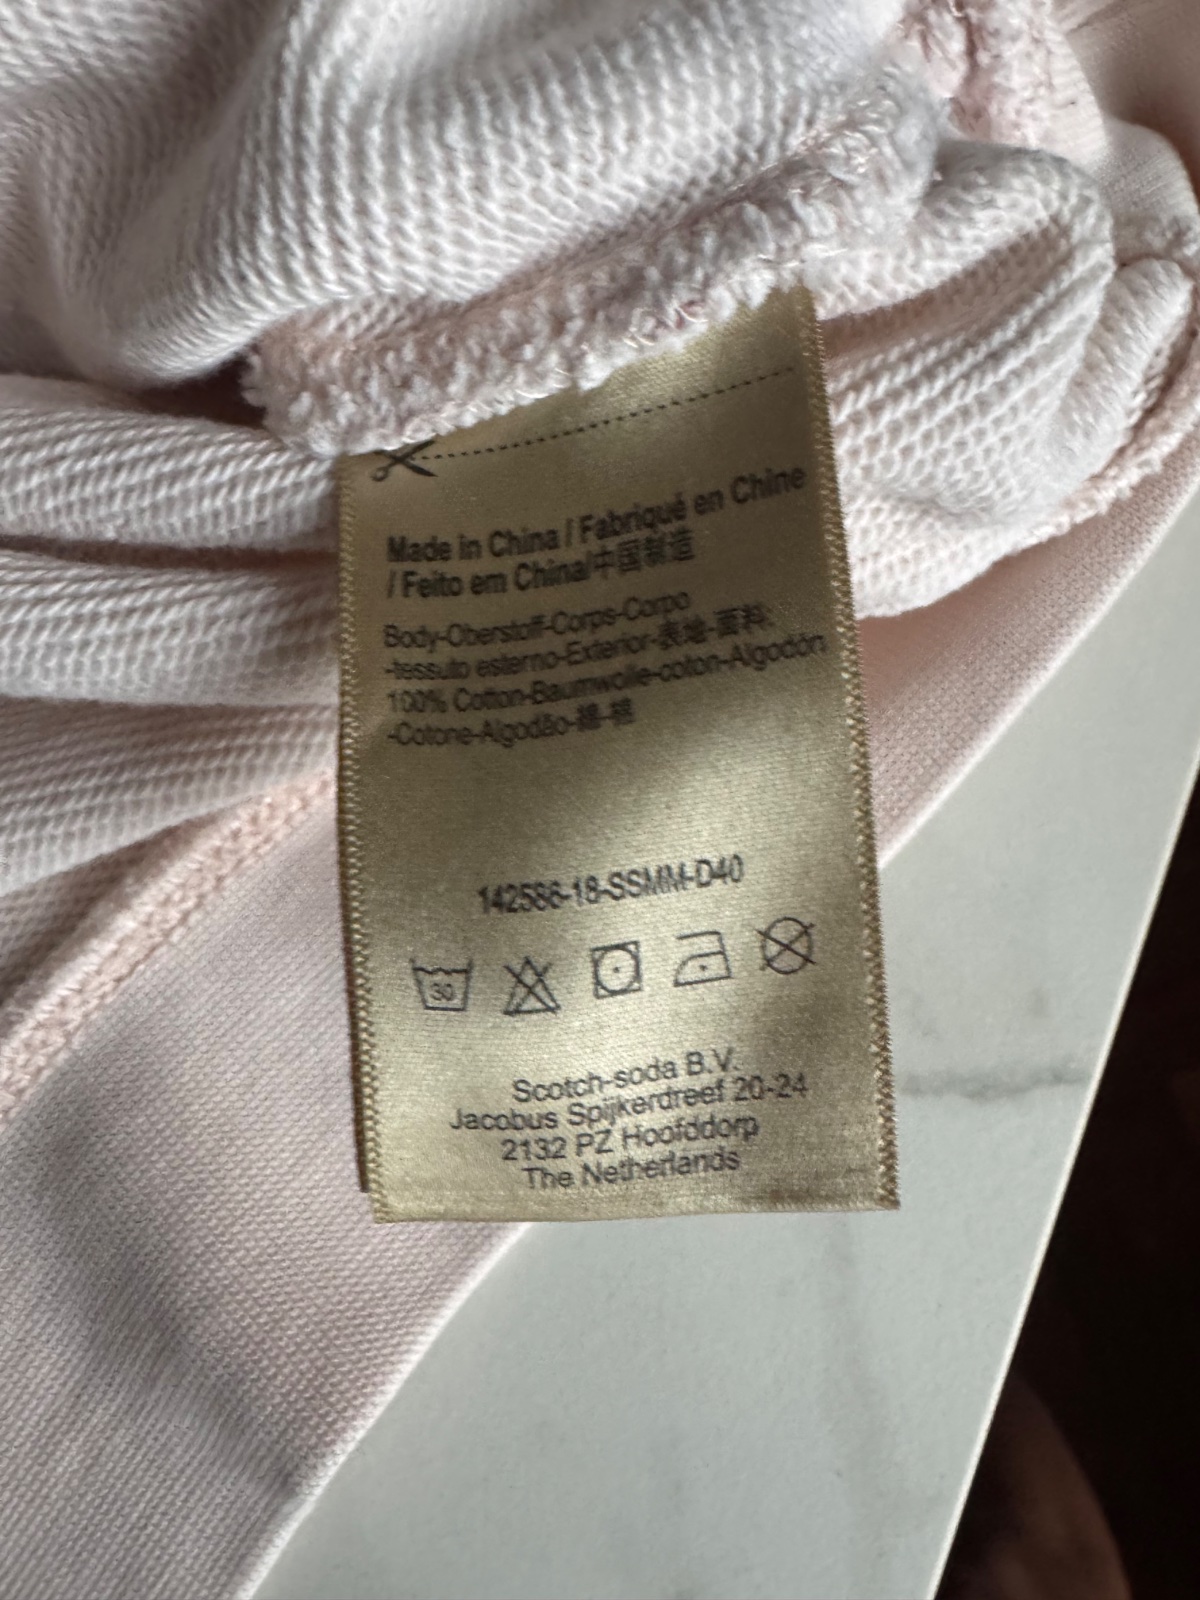 Made in China / Fabriqué en Chine
/ Feito em China/中国制造
Body-Oberstoff-Corps-Corpo
-tessuto esterno-Exterior-表地-面料:
100% Cotton-Baumwolle-coton-Algodón
-Cotone-Algodão-綿-棉
142586-18-SSMM-D40
30
Scotch-soda B.V.
Jacobus Spijkerdreef 20-24
2132 PZ Hoofddorp
The Netherlands